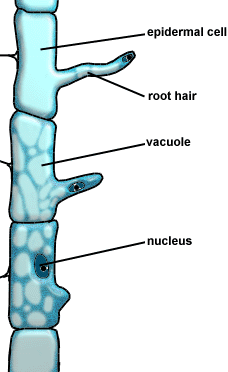 epidermal cell
root hair
vacuole
nucleus